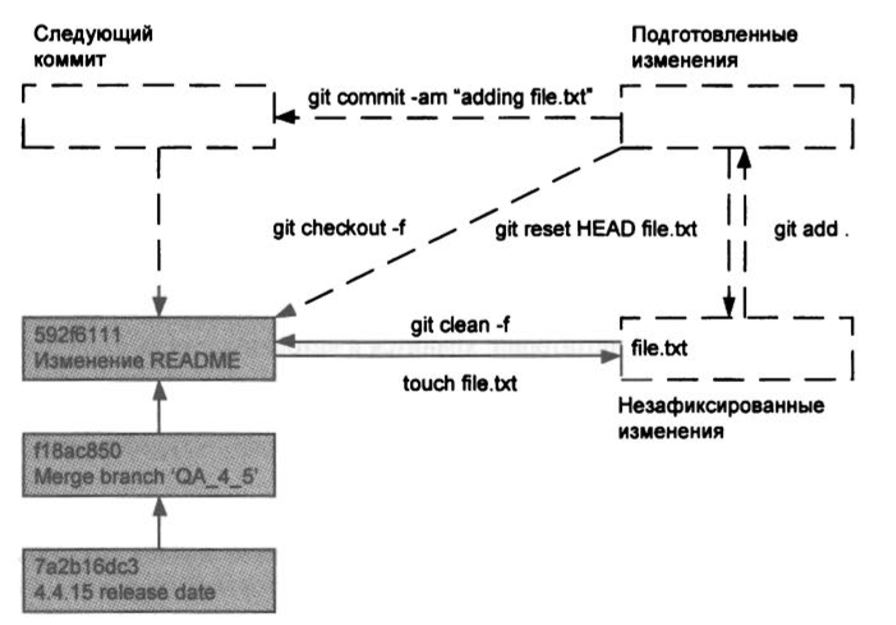 Следующий
коммит
Подготовленные
изменения
git commit -am “adding file.txt”
git checkout -f
git reset HEAD file.txt
git add .
592f6111
Изменение README
git clean -f
file.txt
touch file.txt
Незафиксированные
изменения
f18ac850
Merge branch ‘QA_4_5’
7a2b16dc3
4.4.15 release date